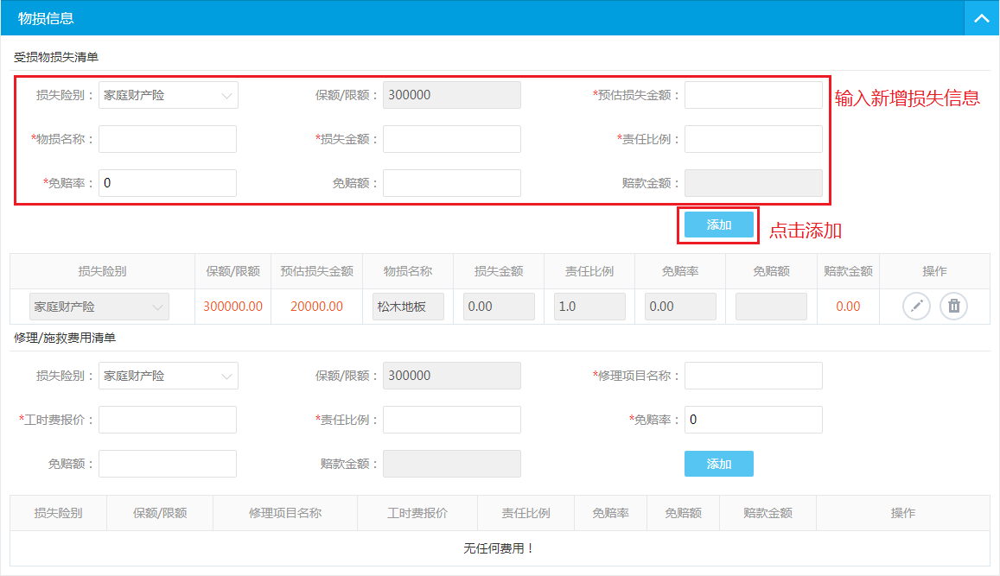 物损信息
受损物损失清单
损失险别： 家庭财产险 保额/限额： 300000 *预估损失金额：
输入新增损失信息
*物损名称： *损失金额： *责任比例：
*免赔率： 0 免赔额： 赔款金额：
添加 点击添加
损失险别 保额/限额 预估损失金额 物损名称 损失金额 责任比例 免赔率 免赔额 赔款金额 操作
家庭财产险 300000.00 20000.00 松木地板 0.00 1.0 0.00 0.00
修理/施救费用清单
损失险别： 家庭财产险 保额/限额： 300000 *修理项目名称：
*工时费报价： *责任比例： *免赔率： 0
免赔额： 赔款金额： 添加
损失险别 保额/限额 修理项目名称 工时费报价 责任比例 免赔率 免赔额 赔款金额 操作
无任何费用！